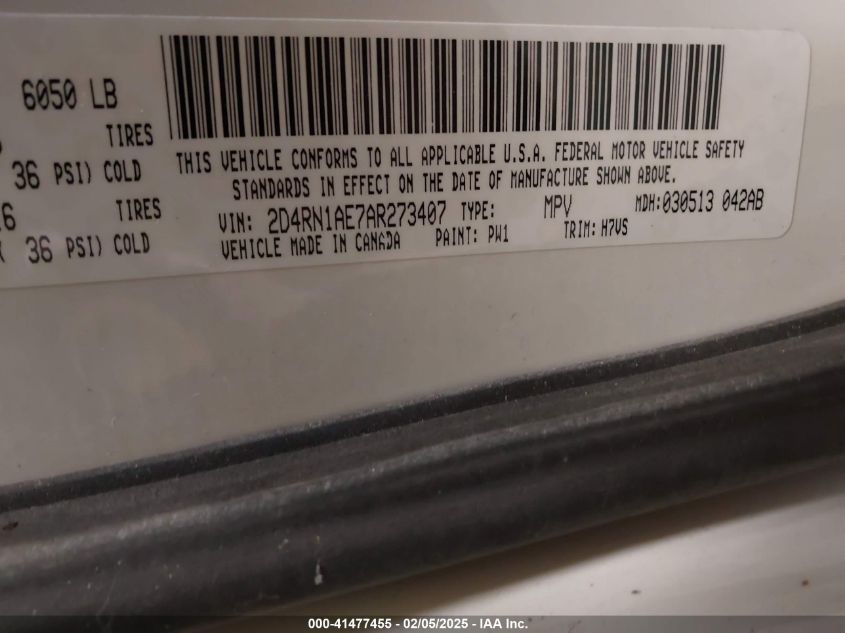 6050 LB
TIRES
36 PSI) COLD
TIRES
36 PSI) COLD
THIS VEHICLE CONFORMS TO ALL APPLICABLE U.S.A. FEDERAL MOTOR VEHICLE SAFETY
STANDARDS IN EFFECT ON THE DATE OF MANUFACTURE SHOWN ABOVE.
VIN: 2D4RN1AE7AR273407 TYPE: MPV MDH:030513 042AB
VEHICLE MADE IN CANADA PAINT: PW1 TRIM: H7VS
000-41477455 - 02/05/2025 - IAA Inc.